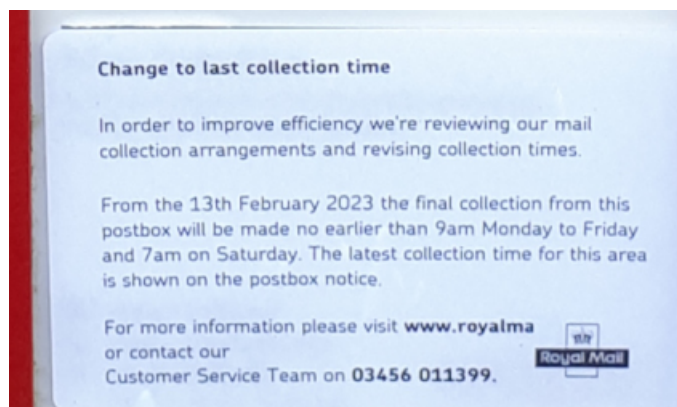 Change to last collection time
In order to improve efficiency we're reviewing our mail
collection arrangements and revising collection times.
From the 13th February 2023 the final collection from this
postbox will be made no earlier than 9am Monday to Friday
and 7am on Saturday. The latest collection time for this area
is shown on the postbox notice.
For more information please visit www.royalma
or contact our
Customer Service Team on 03456 011399.
Royal Mail